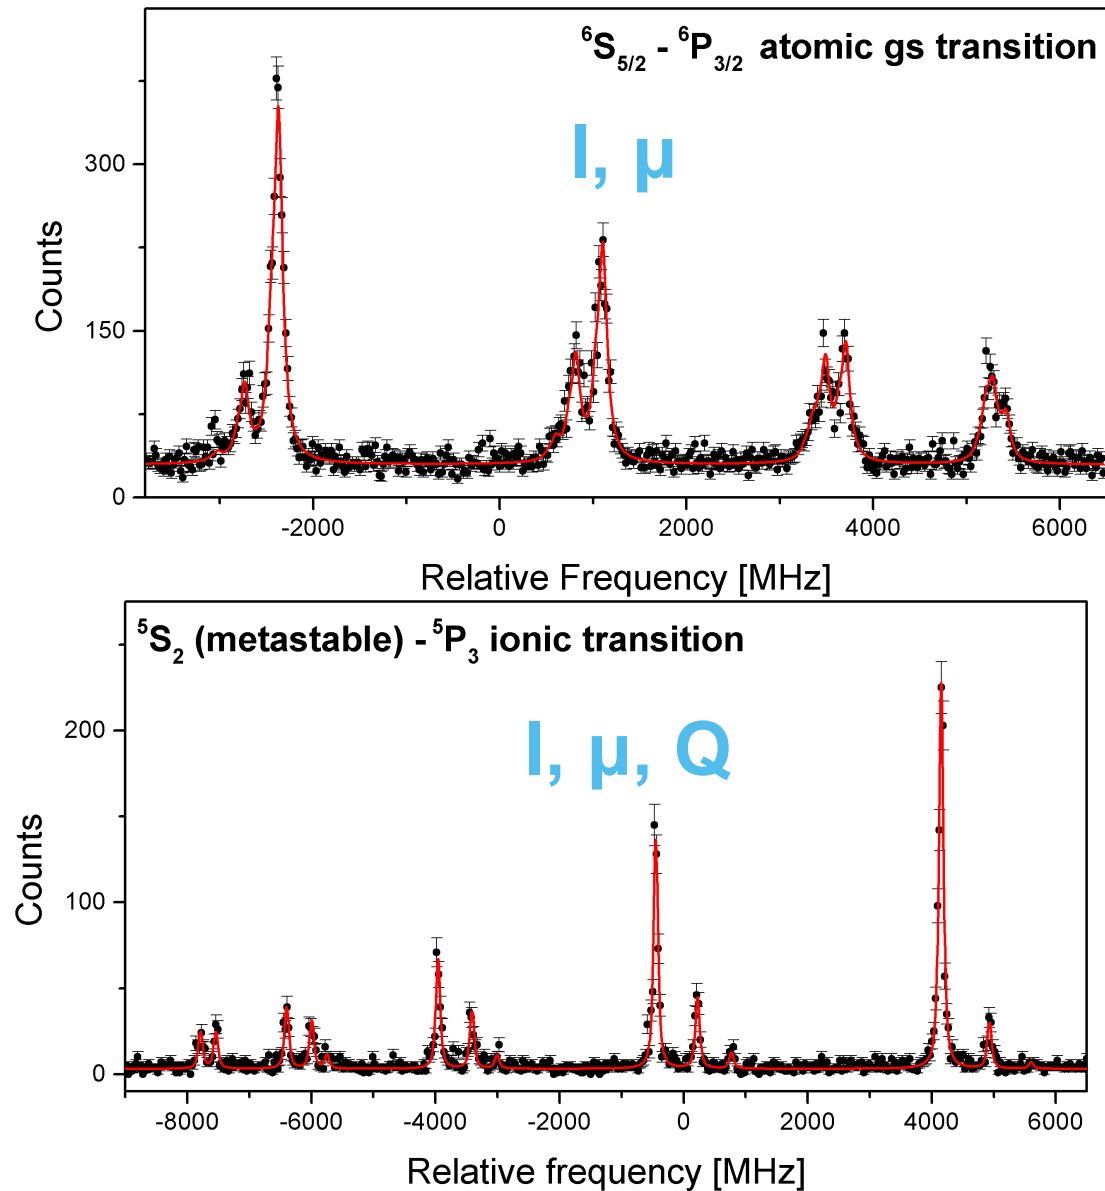 ⁶S₅/₂ - ⁶P₃/₂ atomic gs transition
I, μ
300
150
0
Counts
-2000 0 2000 4000 6000
Relative Frequency [MHz]
⁵S₂ (metastable) - ⁵P₃ ionic transition
I, μ, Q
200
100
0
Counts
-8000 -6000 -4000 -2000 0 2000 4000 6000
Relative frequency [MHz]